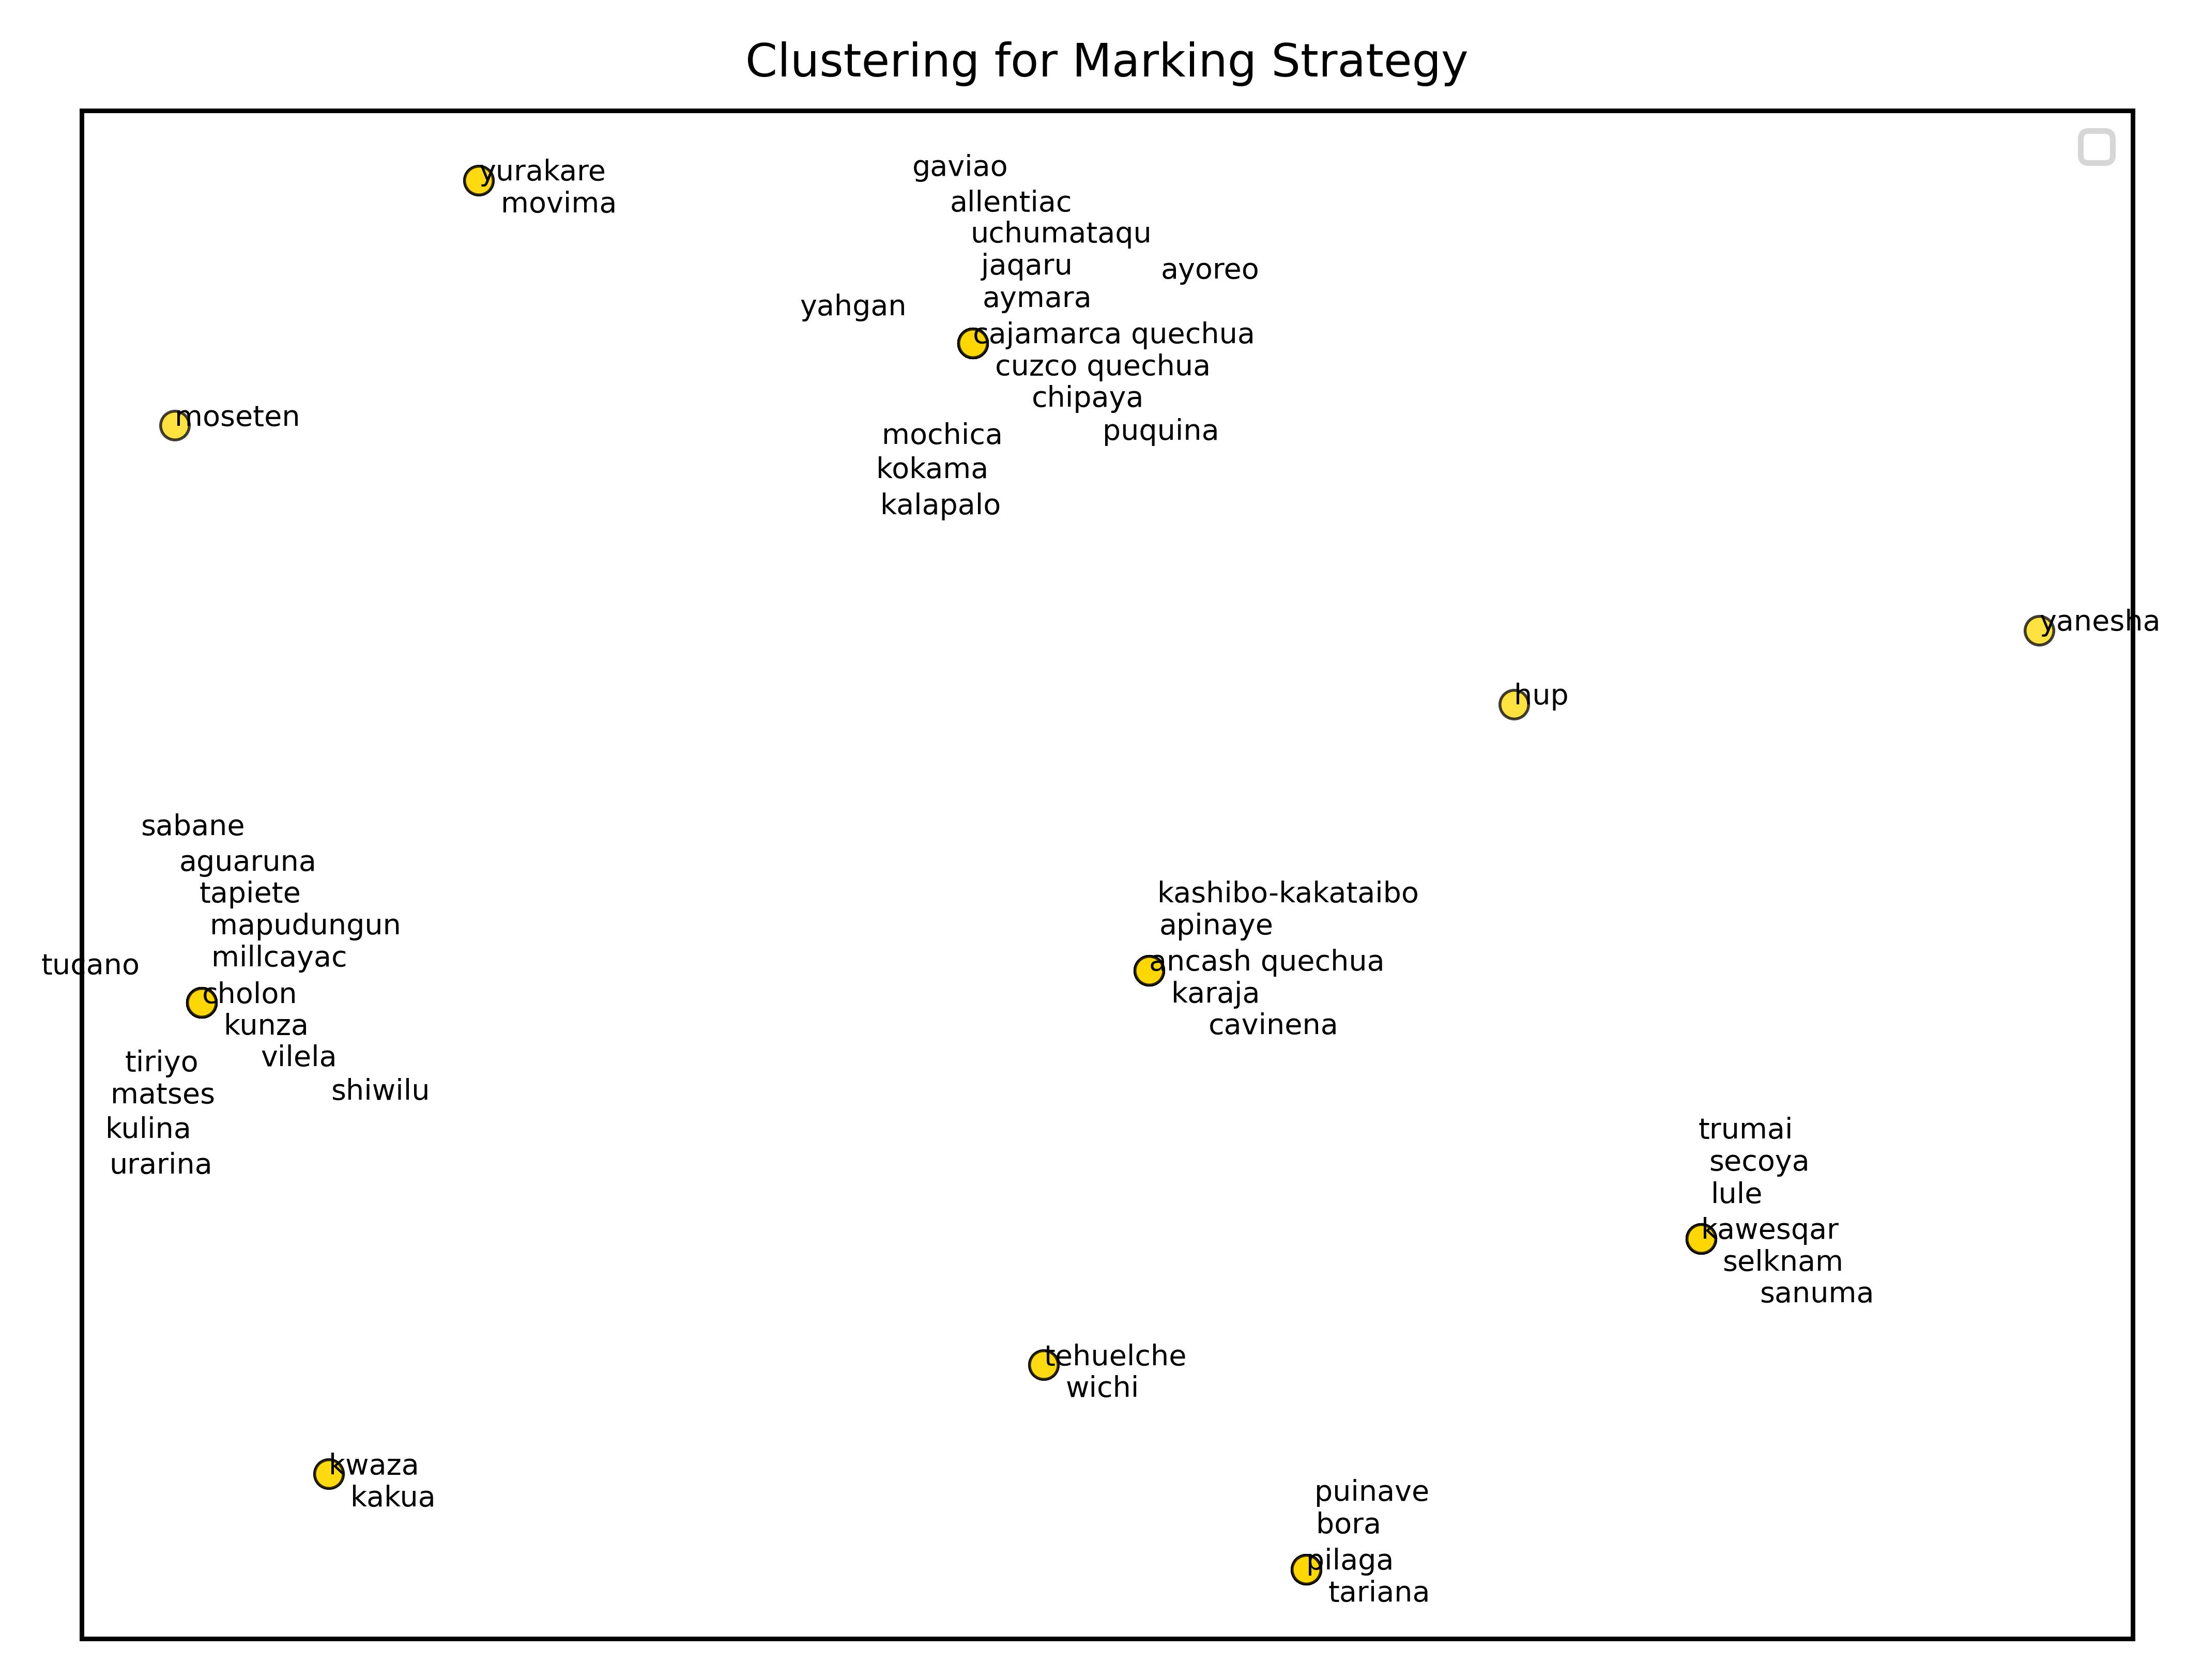 Clustering for Marking Strategy
yurakare
movima
gaviao
allentiac
uchumataqu
jaqaru
ayoreo
aymara
yahgan
cajamarca quechua
cuzco quechua
chipaya
puquina
mochica
kokama
kalapalo
moseten
yanesha
hup
sabane
aguaruna
tapiete
mapudungun
millcayac
tucano
cholon
kunza
vilela
tiriyo
shiwilu
matses
kulina
urarina
kashibo-kakataibo
apinaye
ancash quechua
karaja
cavinena
trumai
secoya
lule
kawesqar
selknam
sanuma
tehuelche
wichi
kwaza
kakua
puinave
bora
pilaga
tariana